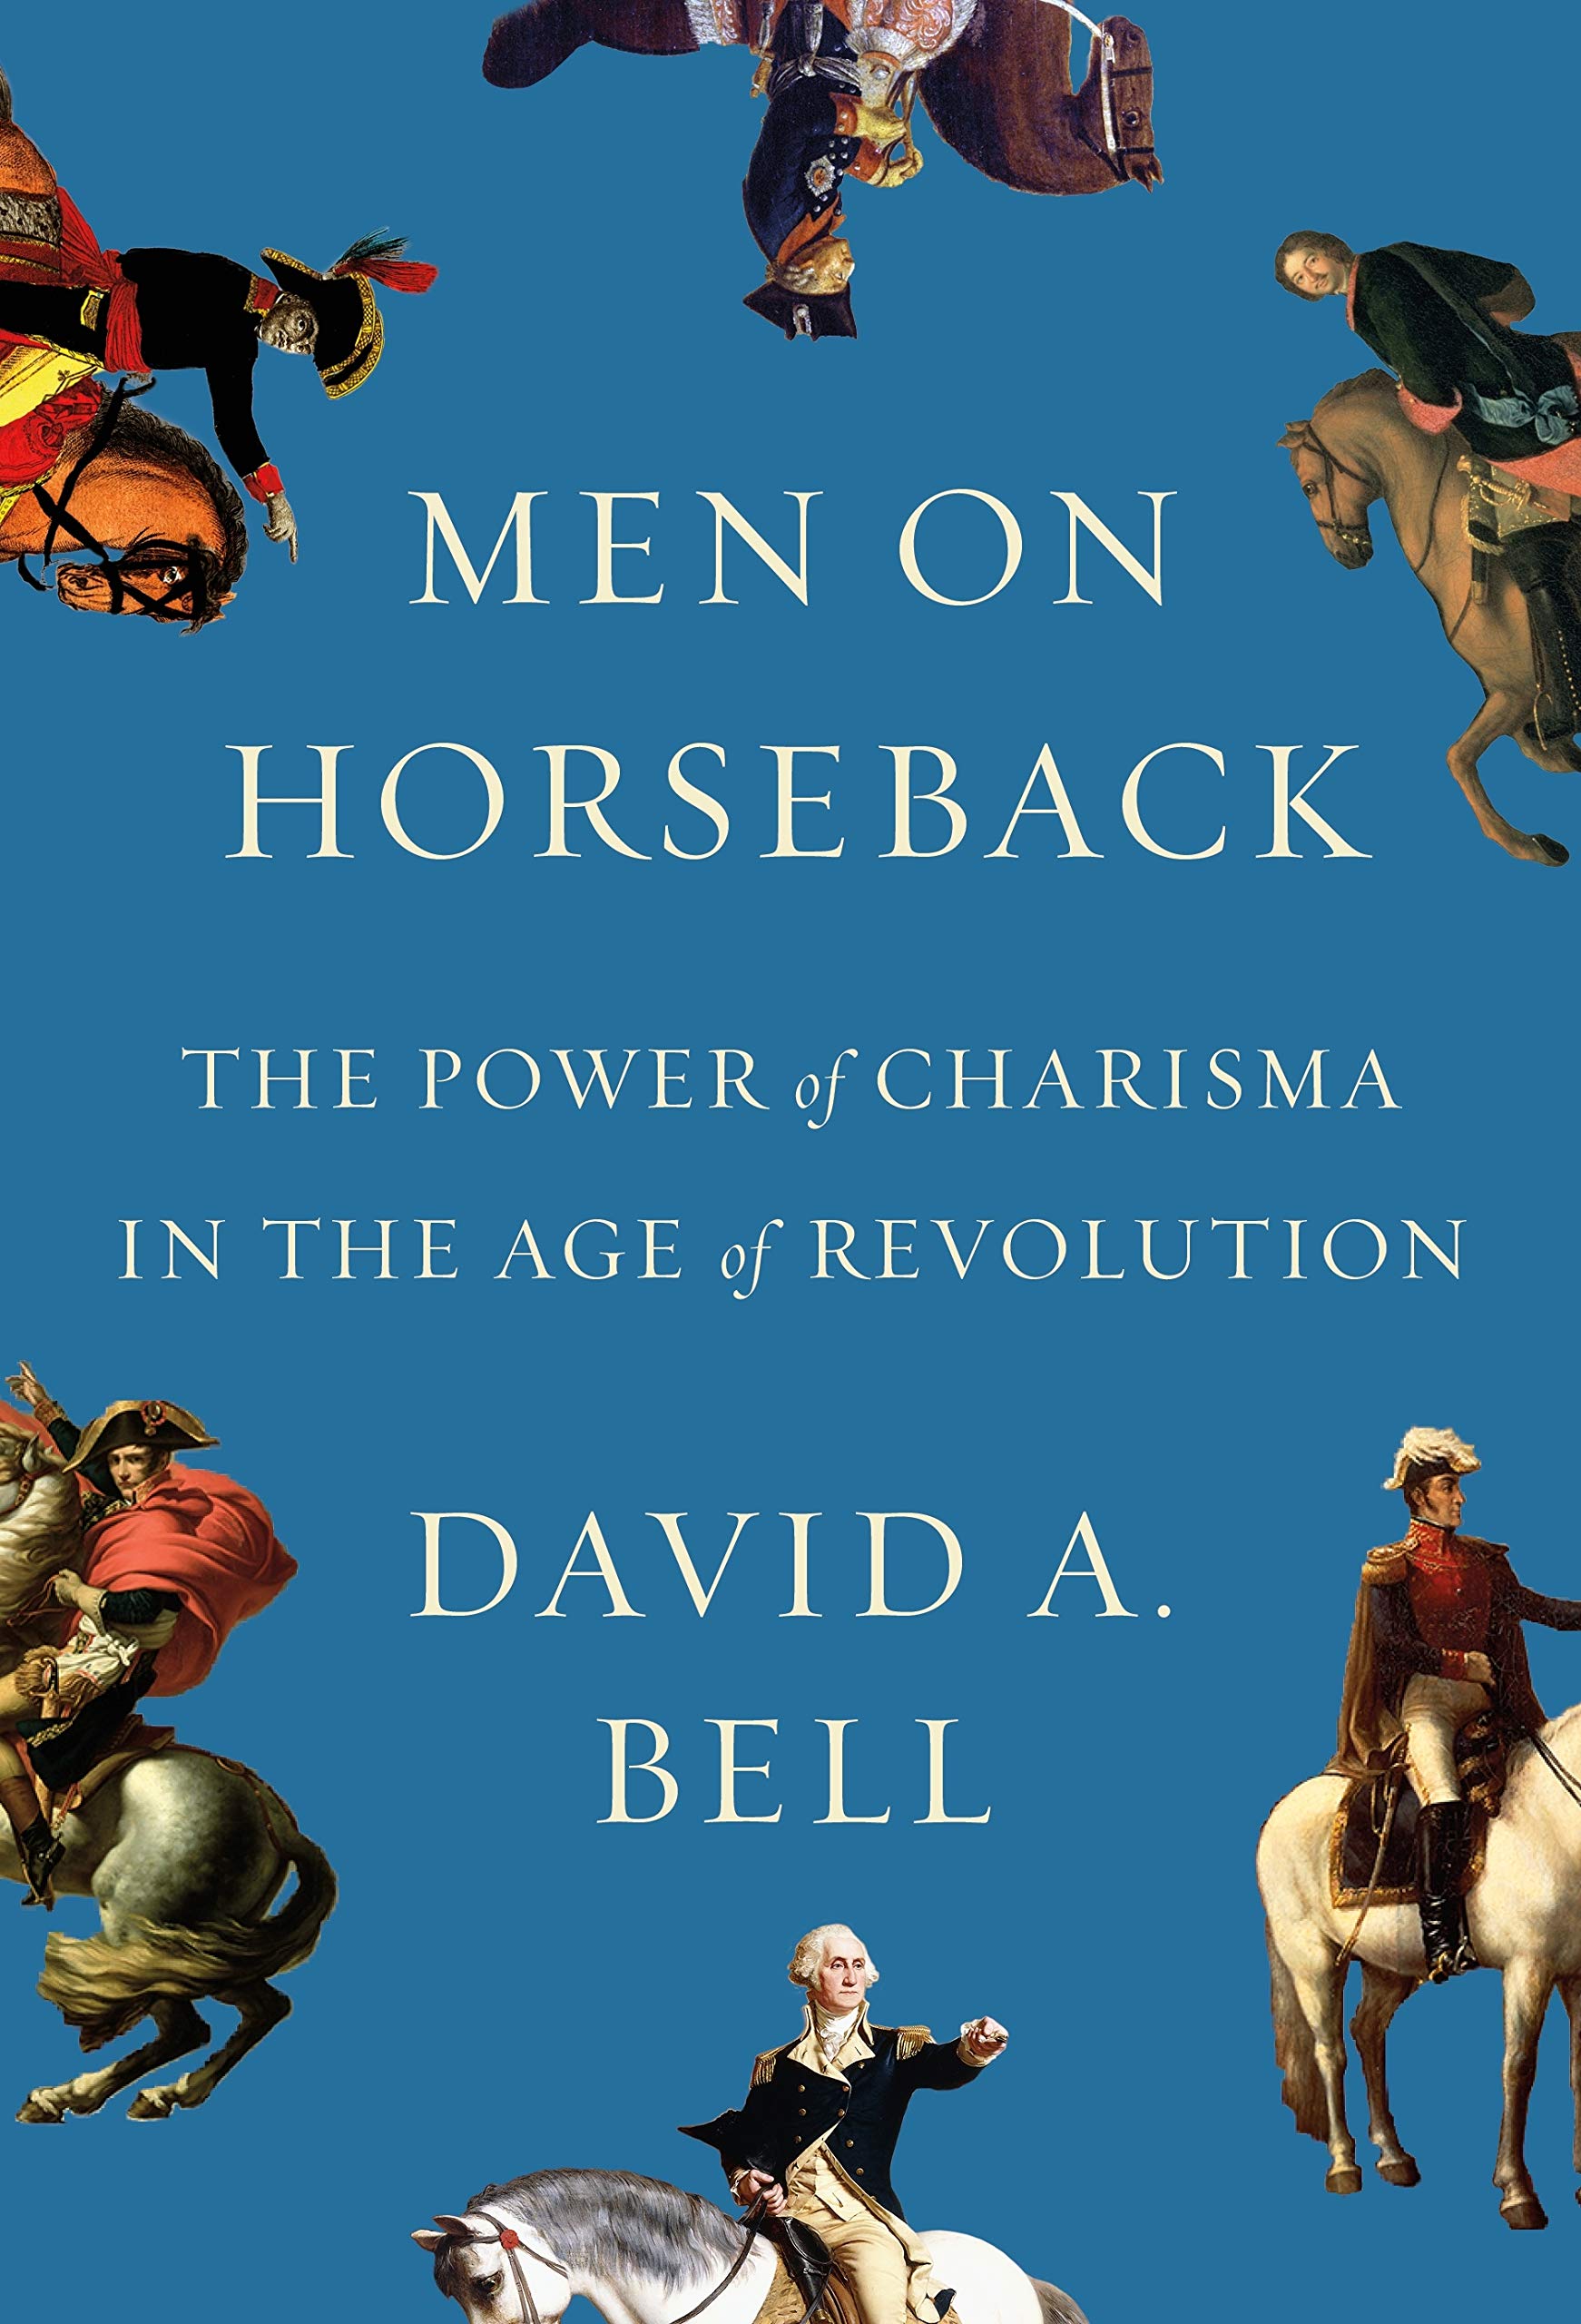 MEN ON
HORSEBACK
THE POWER of CHARISMA
IN THE AGE of REVOLUTION
DAVID A.
BELL